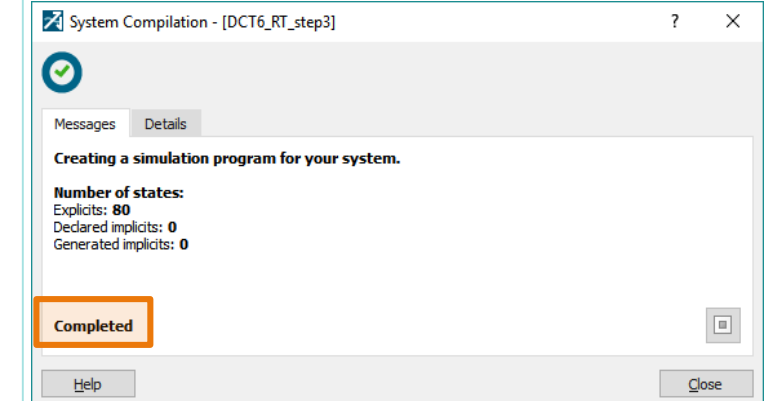 System Compilation - [DCT6_RT_step3] ? ×
Messages Details
Creating a simulation program for your system.
Number of states:
Explicits: 80
Declared implicits: 0
Generated implicits: 0
Completed
Help Close